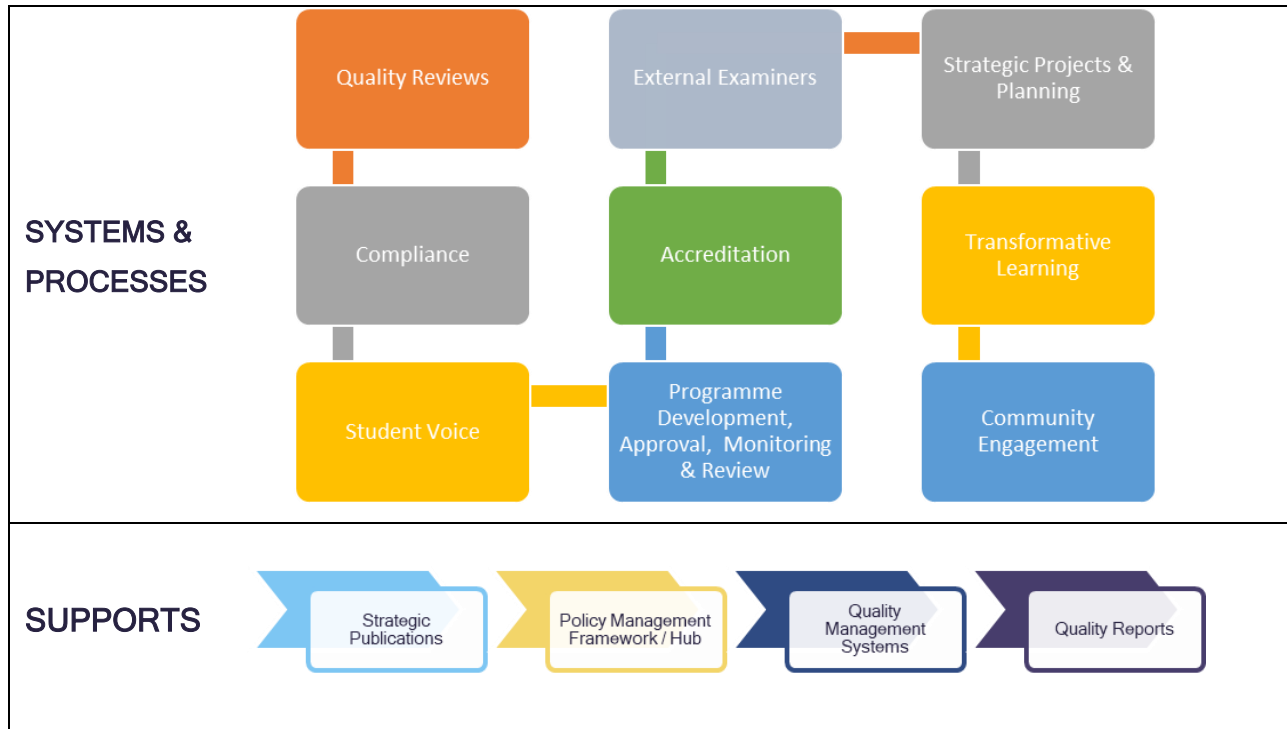 SYSTEMS &
PROCESSES
Quality Reviews
Compliance
Student Voice
Programme
Development,
Approval,  Monitoring
& Review
Accreditation
External Examiners
Strategic Projects &
Planning
Transformative
Learning
Community
Engagement
SUPPORTS
Strategic
Publications
Policy Management
Framework / Hub
Quality
Management
Systems
Quality Reports